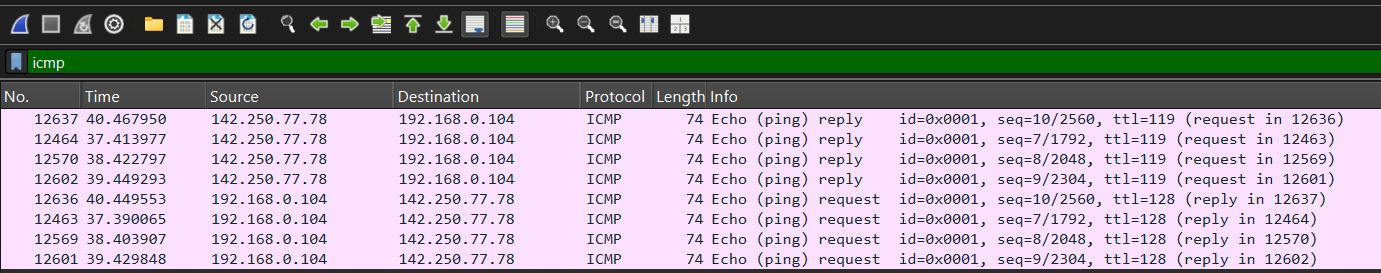 icmp
No. Time Source Destination Protocol Length Info
12637 40.467950 142.250.77.78 192.168.0.104 ICMP 74 Echo (ping) reply id=0x0001, seq=10/2560, ttl=119 (request in 12636)
12464 37.413977 142.250.77.78 192.168.0.104 ICMP 74 Echo (ping) reply id=0x0001, seq=7/1792, ttl=119 (request in 12463)
12570 38.422797 142.250.77.78 192.168.0.104 ICMP 74 Echo (ping) reply id=0x0001, seq=8/2048, ttl=119 (request in 12569)
12602 39.449293 142.250.77.78 192.168.0.104 ICMP 74 Echo (ping) reply id=0x0001, seq=9/2304, ttl=119 (request in 12601)
12636 40.449553 192.168.0.104 142.250.77.78 ICMP 74 Echo (ping) request id=0x0001, seq=10/2560, ttl=128 (reply in 12637)
12463 37.390065 192.168.0.104 142.250.77.78 ICMP 74 Echo (ping) request id=0x0001, seq=7/1792, ttl=128 (reply in 12464)
12569 38.403907 192.168.0.104 142.250.77.78 ICMP 74 Echo (ping) request id=0x0001, seq=8/2048, ttl=128 (reply in 12570)
12601 39.429848 192.168.0.104 142.250.77.78 ICMP 74 Echo (ping) request id=0x0001, seq=9/2304, ttl=128 (reply in 12602)